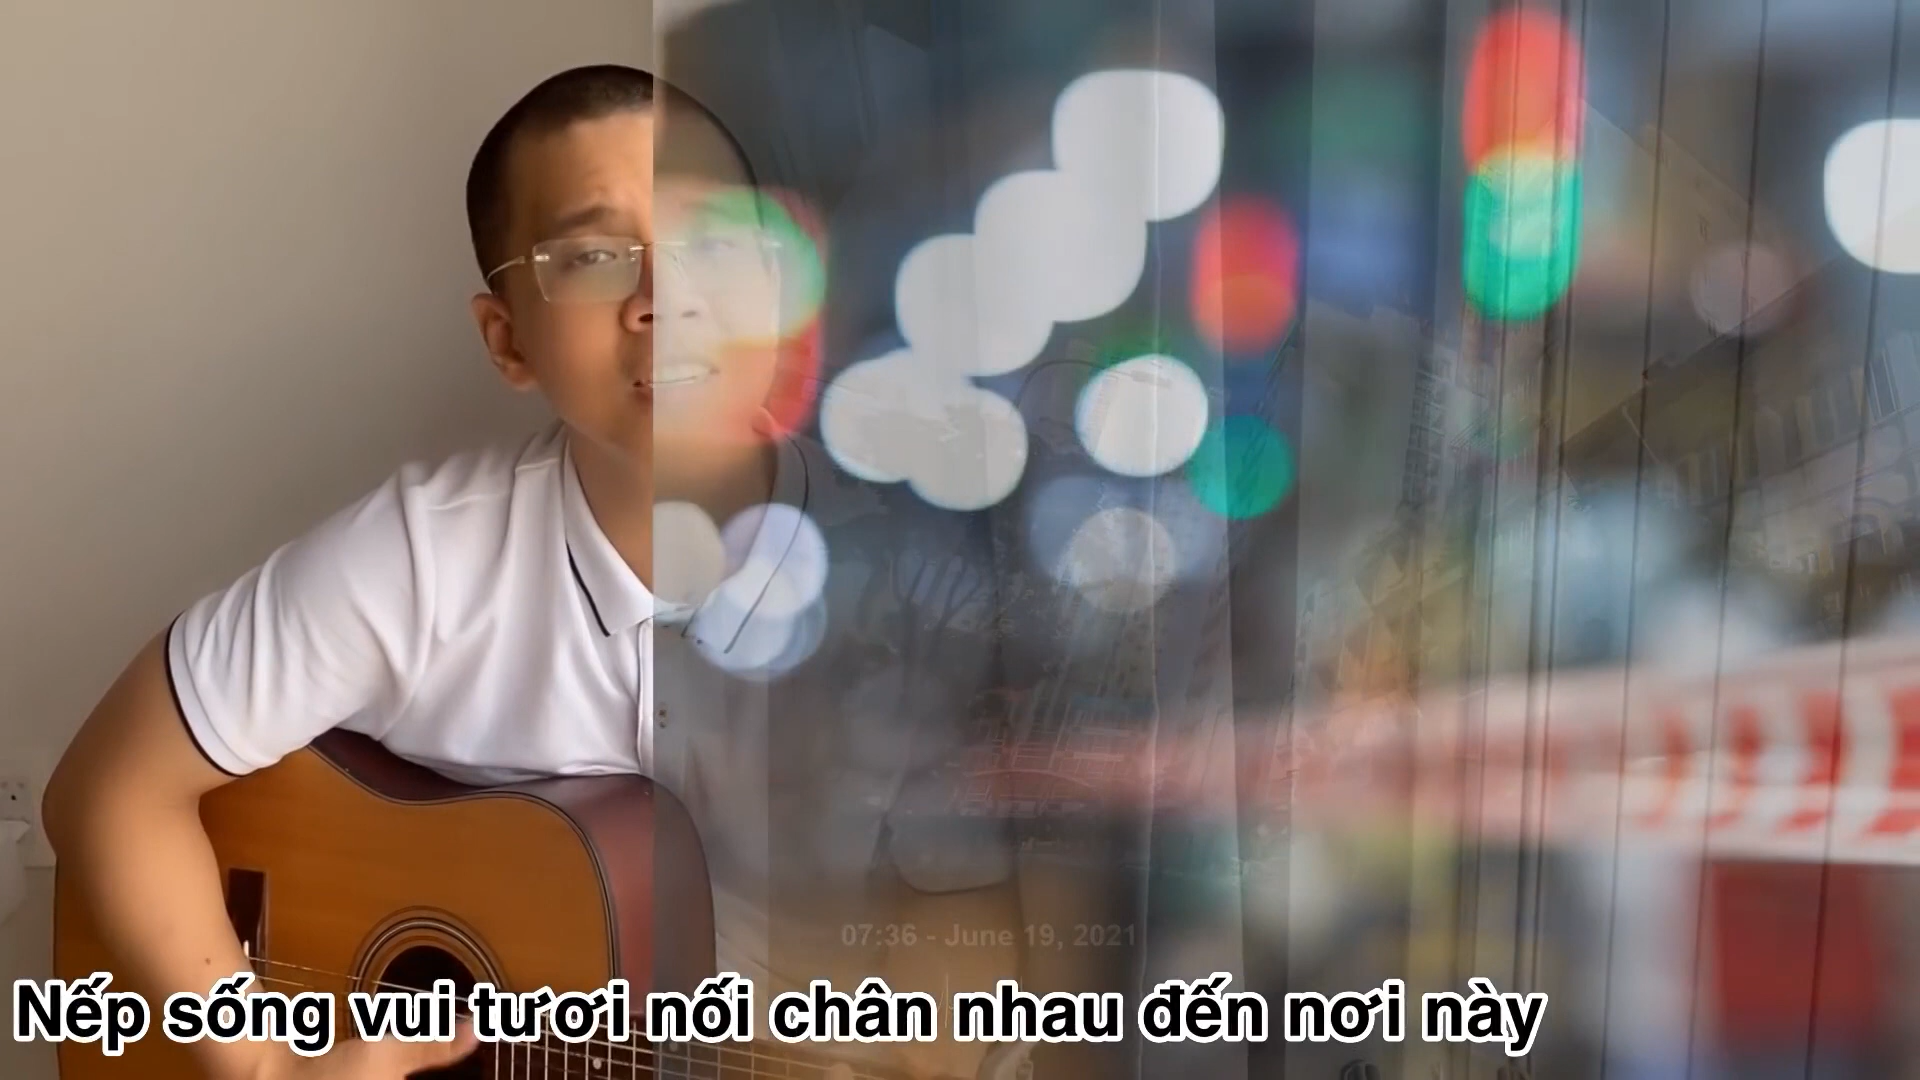 07:36 - June 19, 2021
Nếp sống vui tươi nối chân nhau đến nơi này